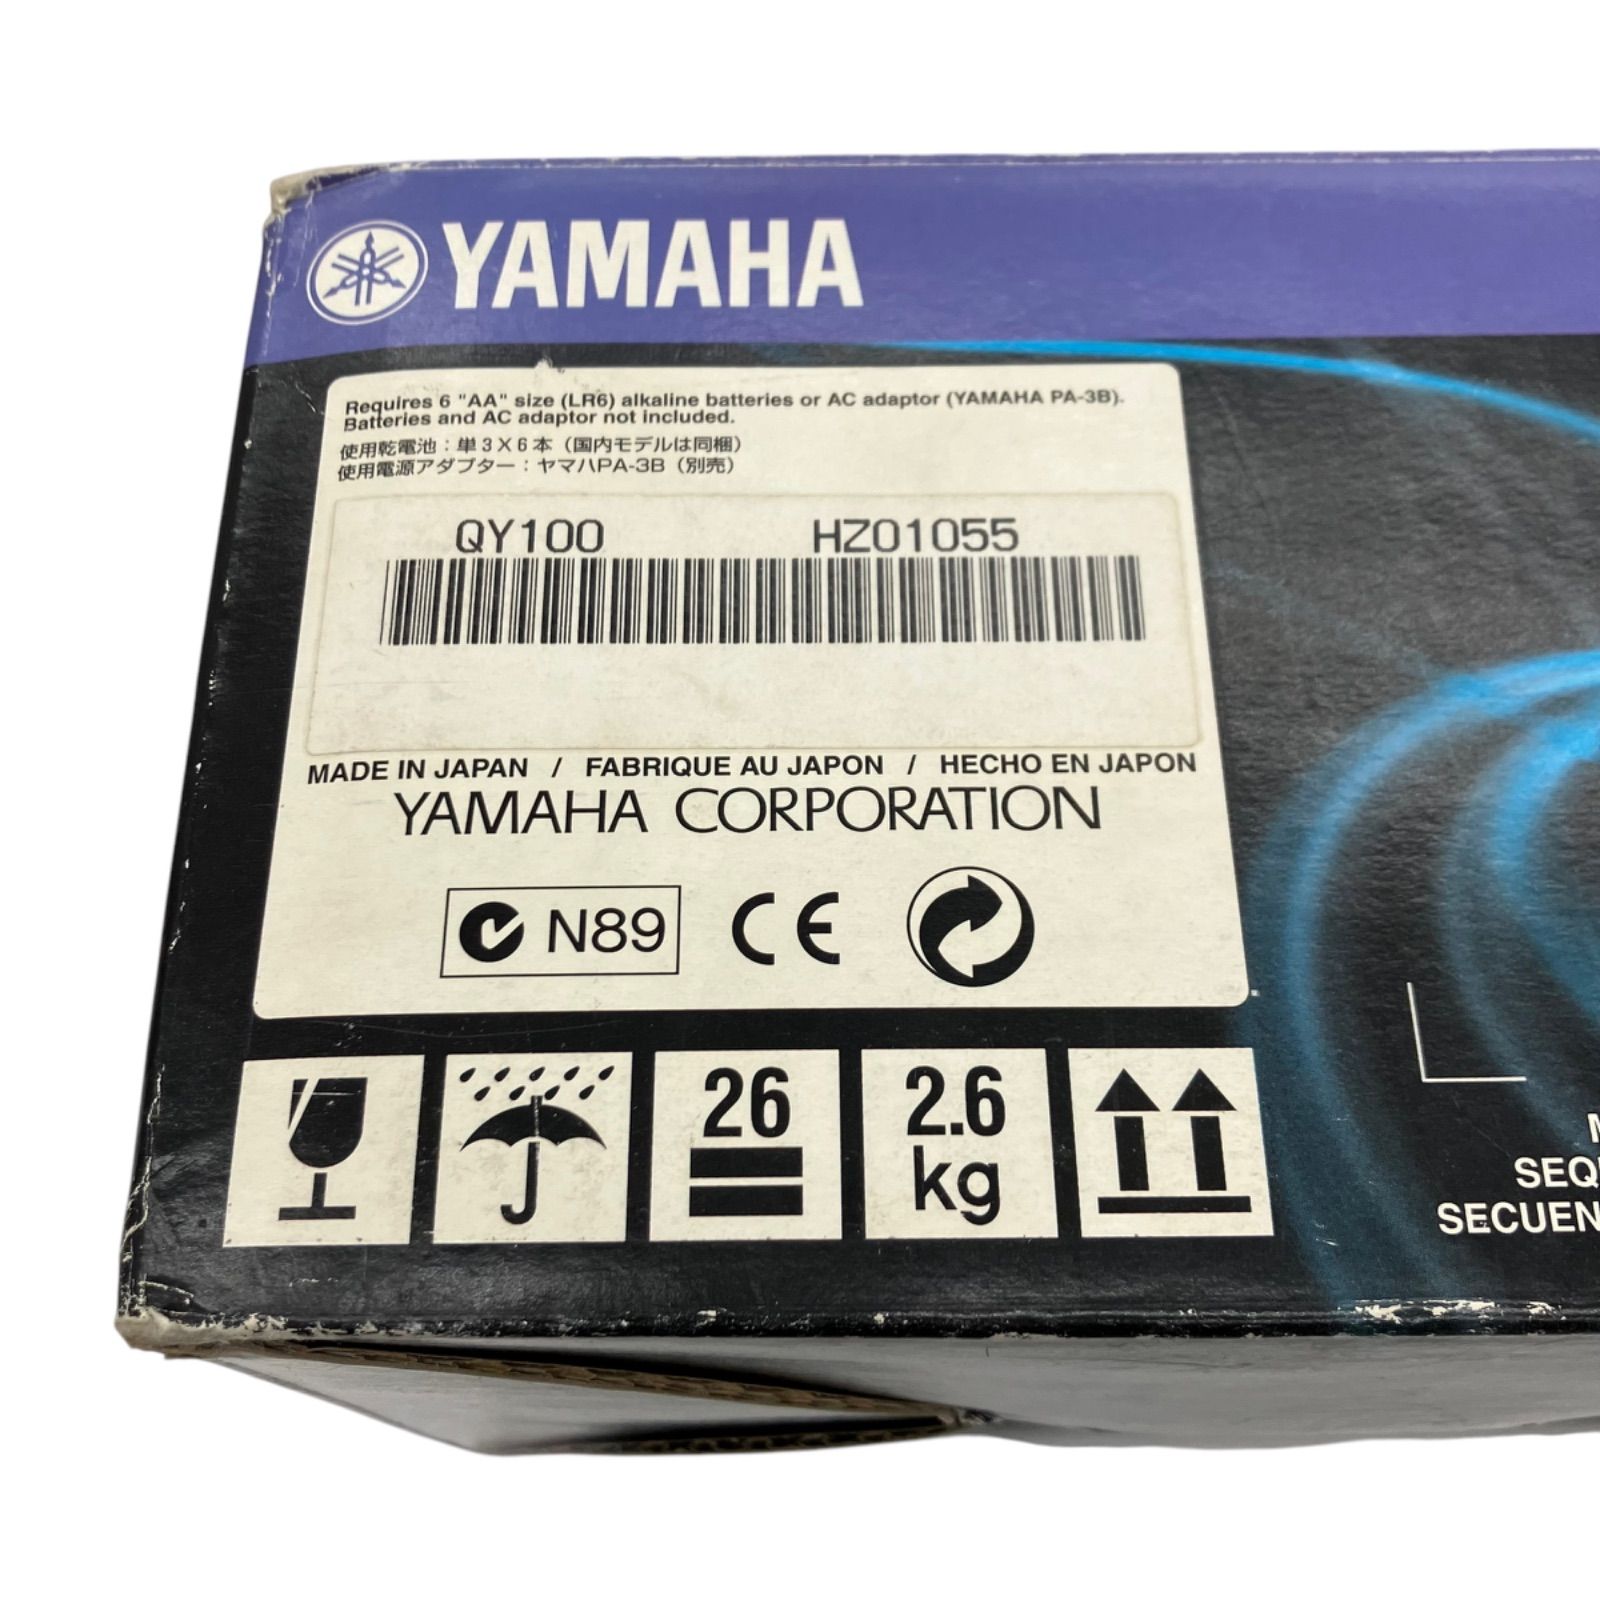 YAMAHA
Requires 6 "AA" size (LR6) alkaline batteries or AC adaptor (YAMAHA PA-3B).
Batteries and AC adaptor not included.
使用乾電池：単3×6本（国内モデルは同梱）
使用電源アダプター：ヤマハPA-3B（別売）
QY100 HZ01055
MADE IN JAPAN / FABRIQUE AU JAPON / HECHO EN JAPON
YAMAHA CORPORATION
N89 CE
26
2.6 kg